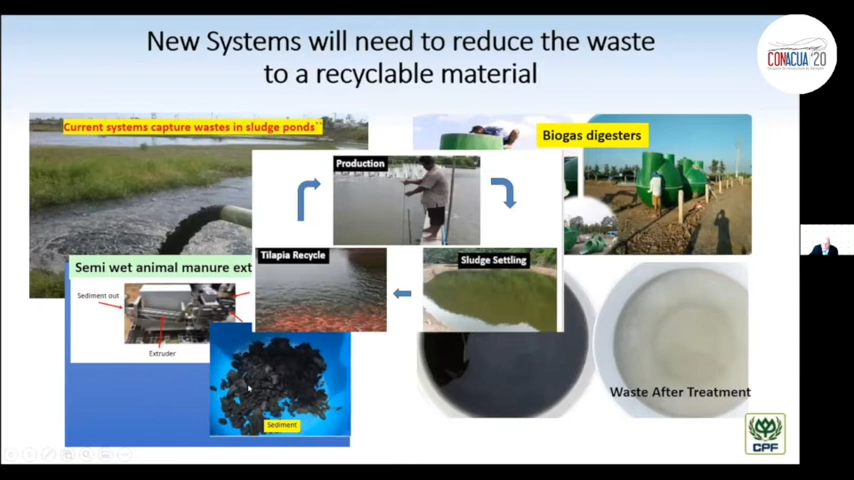 New Systems will need to reduce the waste
to a recyclable material
CONACUA '20
Current systems capture wastes in sludge ponds
Biogas digesters
Production
Tilapia Recycle
Sludge Settling
Semi wet animal manure ext
Sediment out
Extruder
Sediment
Waste After Treatment
CPF